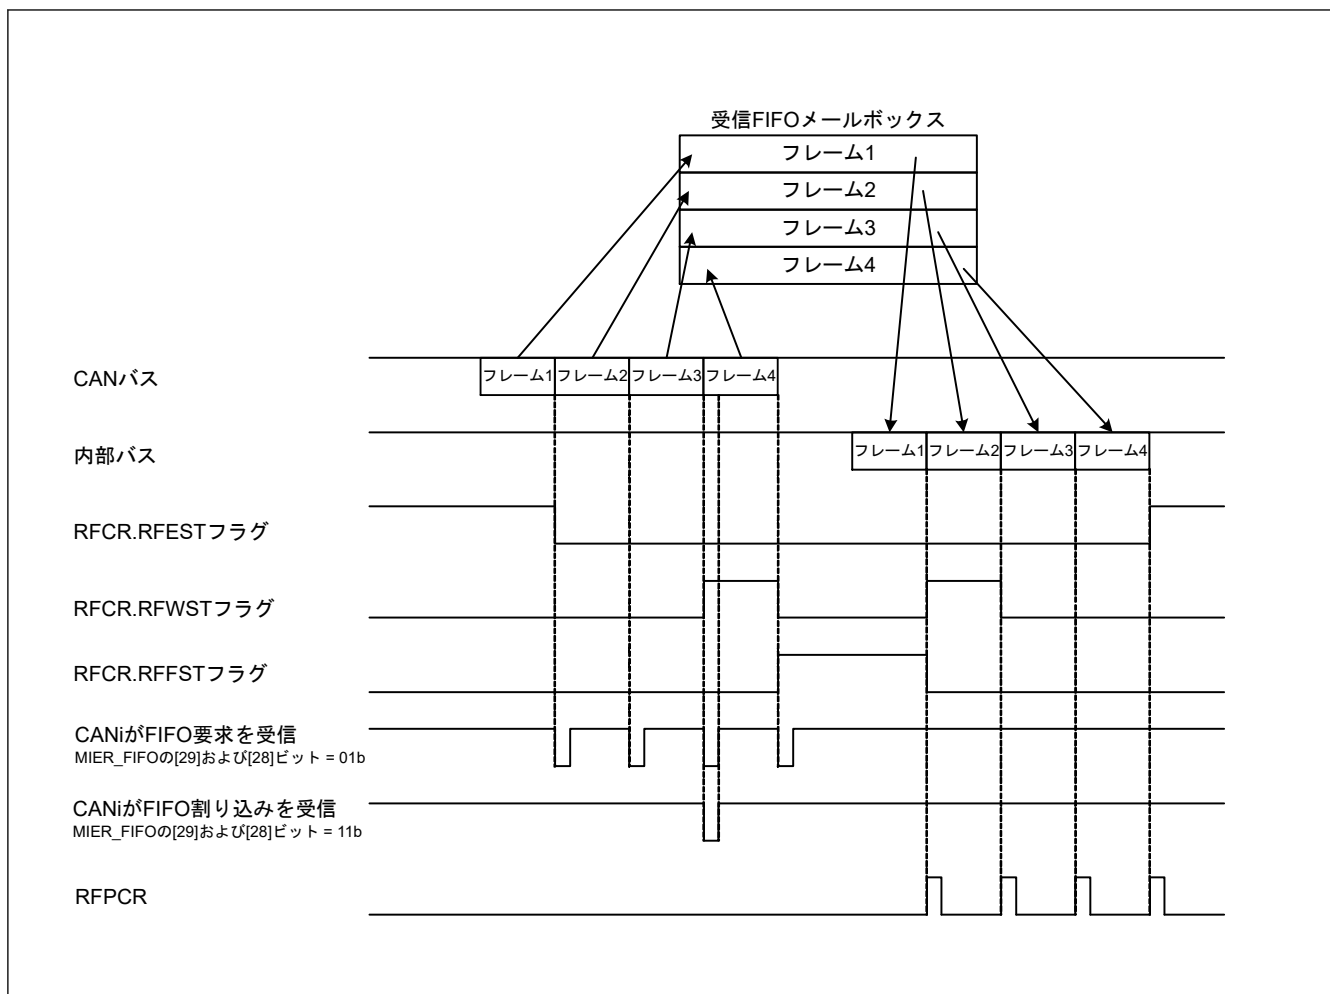 受信FIFOメールボックス
フレーム1
フレーム2
フレーム3
フレーム4
CANバス
フレーム1 フレーム2 フレーム3 フレーム4
内部バス
フレーム1 フレーム2 フレーム3 フレーム4
RFCR.RFESTフラグ
RFCR.RFWSTフラグ
RFCR.RFFSTフラグ
CANiがFIFO要求を受信
MIER_FIFOの[29]および[28]ビット = 01b
CANiがFIFO割り込みを受信
MIER_FIFOの[29]および[28]ビット = 11b
RFPCR